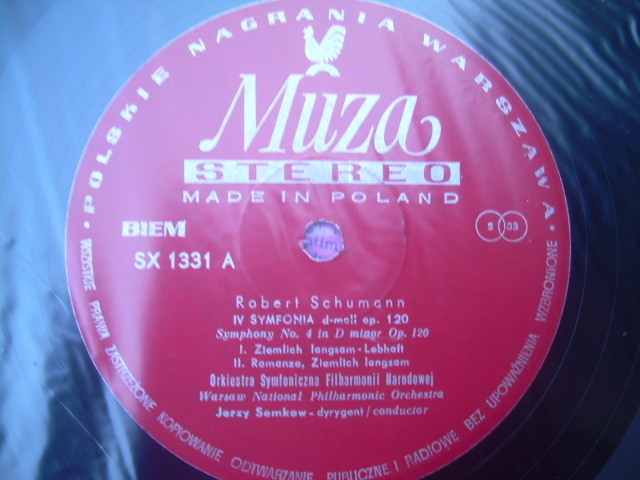 POLSKIE NAGRANIA WARSZAWA
Muza
STEREO
MADE IN POLAND
BIEM
S 33
SX 1331 A
Robert Schumann
IV SYMFONIA d-moll op. 120
Symphony No. 4 in D minor Op. 120
I. Ziemlich langsam - Lebhaft
II. Romanze, Ziemlich langsam
Orkiestra Symfoniczna Filharmonii Narodowej
Warsaw National Philharmonic Orchestra
Jerzy Semkow - dyrygent / conductor
WSZYSTKIE PRAWA ZASTRZEŻONE KOPIOWANIE ODTWARZANIE PUBLICZNE I RADIOWE BEZ UPOWAŻNIENIA WZBRONIONE